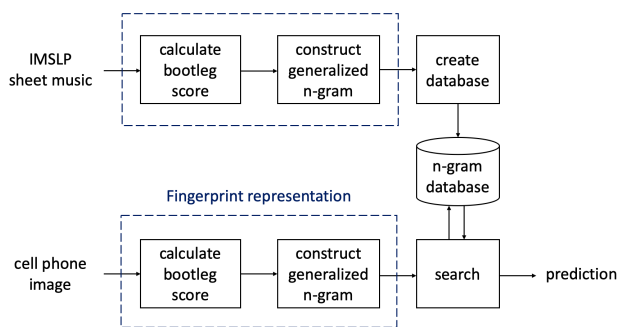 IMSLP
sheet music
calculate
bootleg
score
construct
generalized
n-gram
create
database
n-gram
database
Fingerprint representation
cell phone
image
calculate
bootleg
score
construct
generalized
n-gram
search
prediction